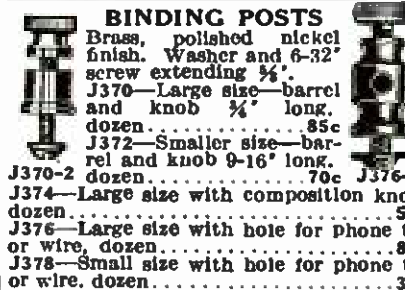 BINDING POSTS
Brass, polished nickel
finish. Washer and 6-32"
screw extending ⅝".
J370—Large size—barrel
and knob ¾" long.
dozen..............85c
J372—Smaller size—bar-
rel and knob 9-16" long.
dozen..............70c
J370-2
J376-
J374—Large size with composition kno
dozen
J376—Large size with hole for phone t
or wire, dozen....................8
J378—Small size with hole for phone t
or wire. dozen....................3